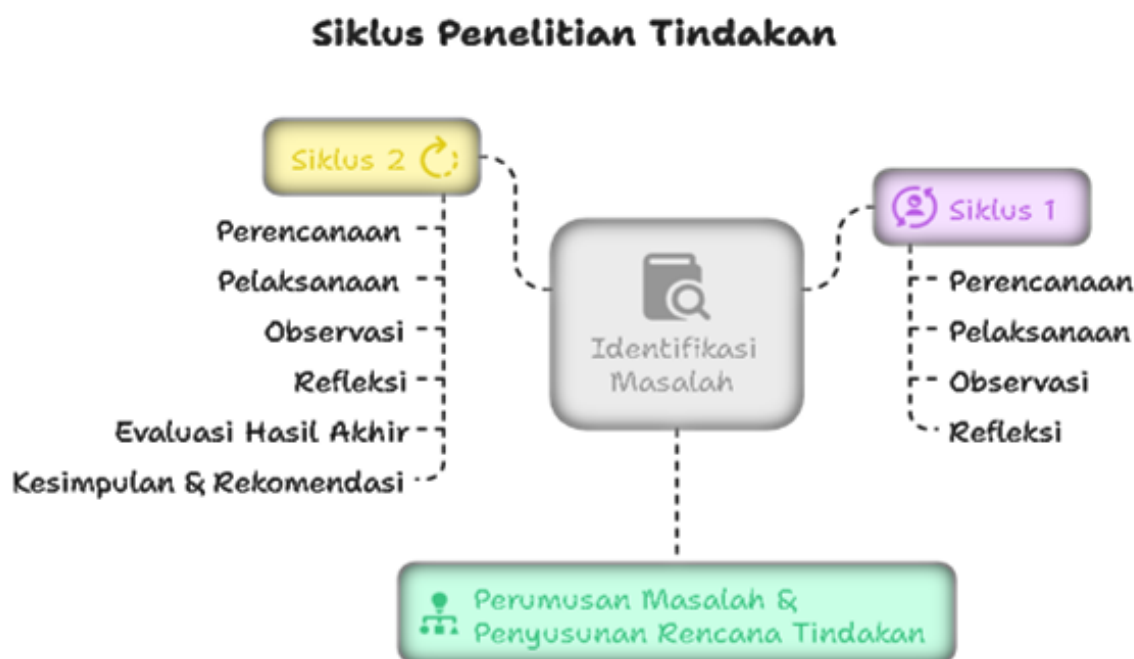 Siklus Penelitian Tindakan
Siklus 2
Perencanaan
Pelaksanaan
Observasi
Refleksi
Evaluasi Hasil Akhir
Kesimpulan & Rekomendasi
Identifikasi
Masalah
Siklus 1
Perencanaan
Pelaksanaan
Observasi
Refleksi
Perumusan Masalah &
Penyusunan Rencana Tindakan